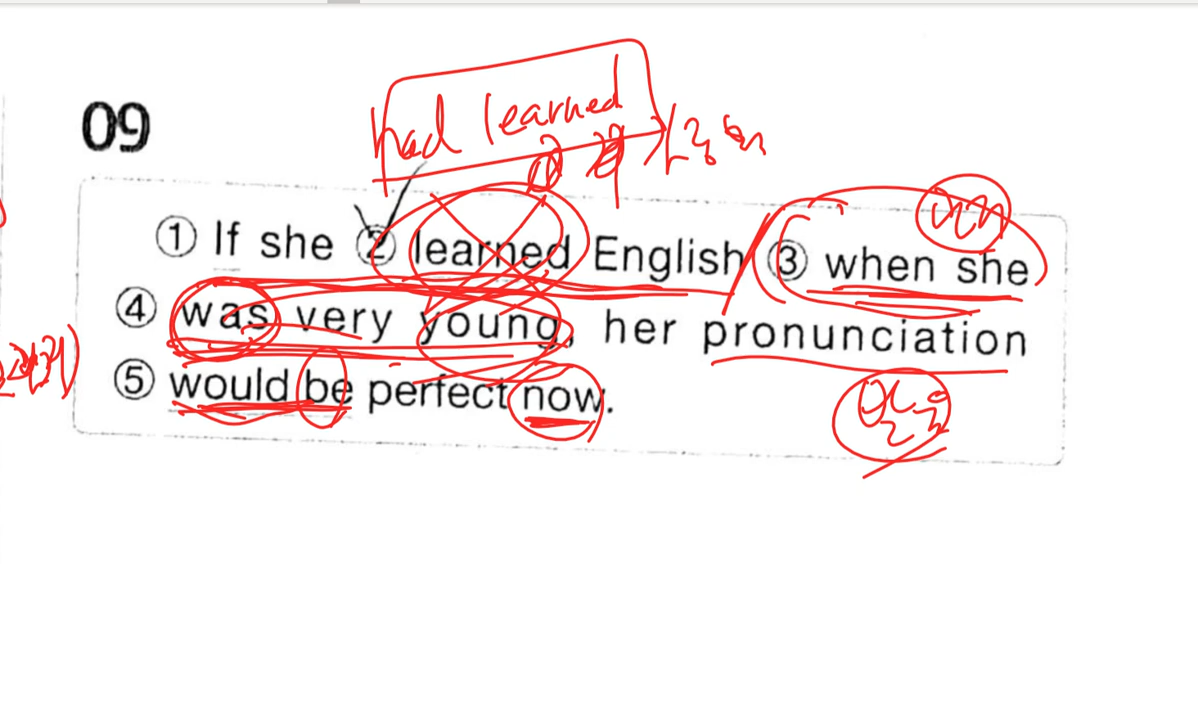 had learned
09
① If she ② learned English ③ when she
④ was very young, her pronunciation
⑤ would be perfect now.